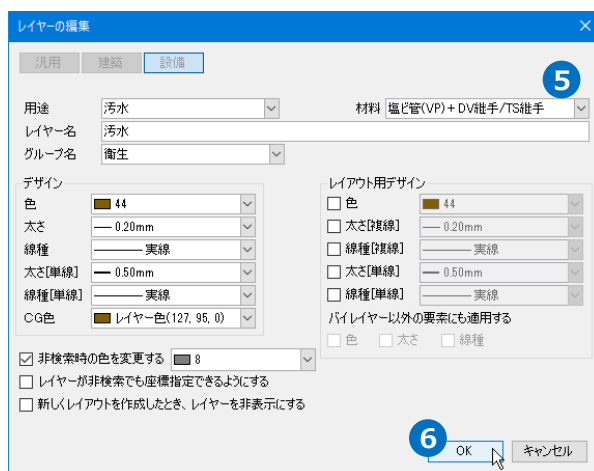 レイヤーの編集
汎用 建築 設備
5
用途 汚水 材料 塩ビ管(VP)+DV継手/TS継手
レイヤー名 汚水
グループ名 衛生
デザイン レイアウト用デザイン
色 44 色 44
太さ 0.20mm 太さ[複線] 0.20mm
線種 実線 線種[複線] 実線
太さ[単線] 0.50mm 太さ[単線] 0.50mm
線種[単線] 実線 線種[単線] 実線
CG色 レイヤー色(127, 95, 0) バイレイヤー以外の要素にも適用する
色 太さ 線種
非検索時の色を変更する 8
レイヤーが非検索でも座標指定できるようにする
新しくレイアウトを作成したとき、レイヤーを非表示にする
6
OK キャンセル